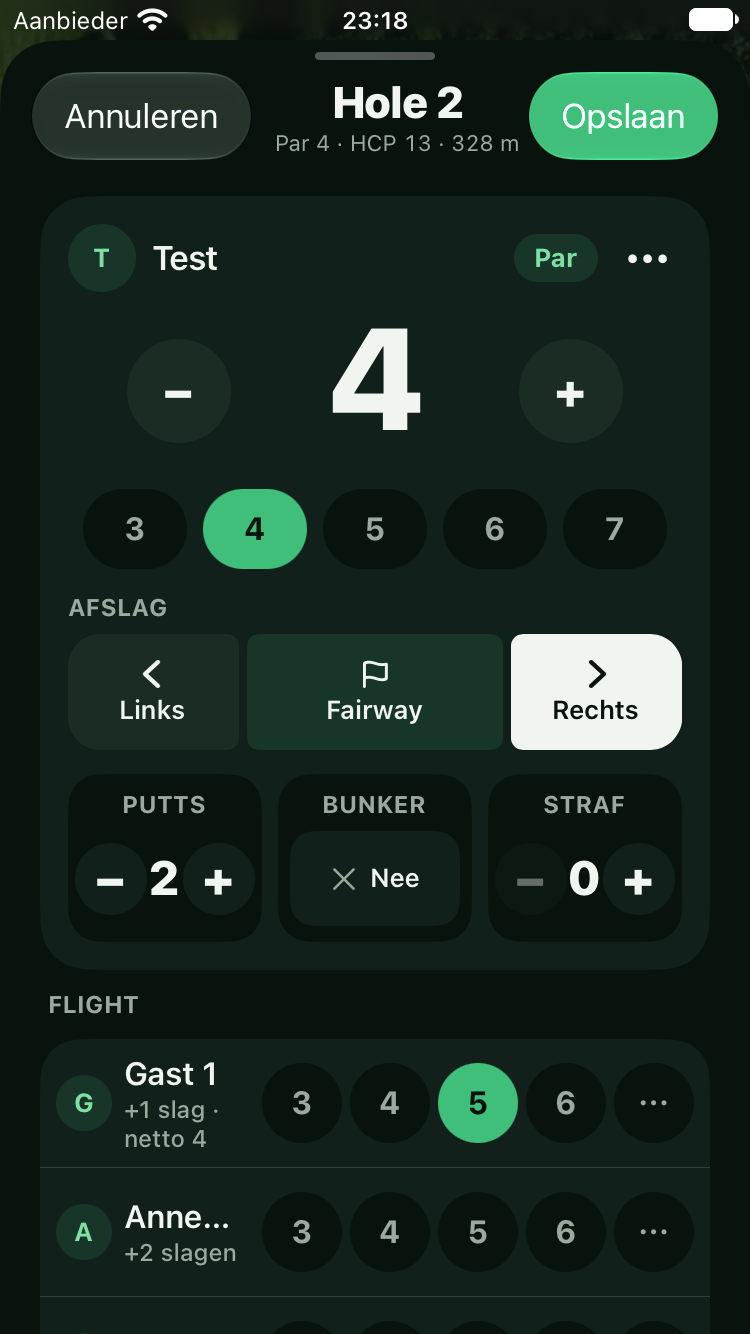 Aanbieder 23:18
Annuleren
Hole 2
Par 4 · HCP 13 · 328 m
Opslaan
T Test Par ...
− 4 +
3 4 5 6 7
AFSLAG
Links Fairway Rechts
PUTTS BUNKER STRAF
− 2 + Nee − 0 +
FLIGHT
G Gast 1
+1 slag ·
netto 4
3 4 5 6 ...
A Anne...
+2 slagen
3 4 5 6 ...